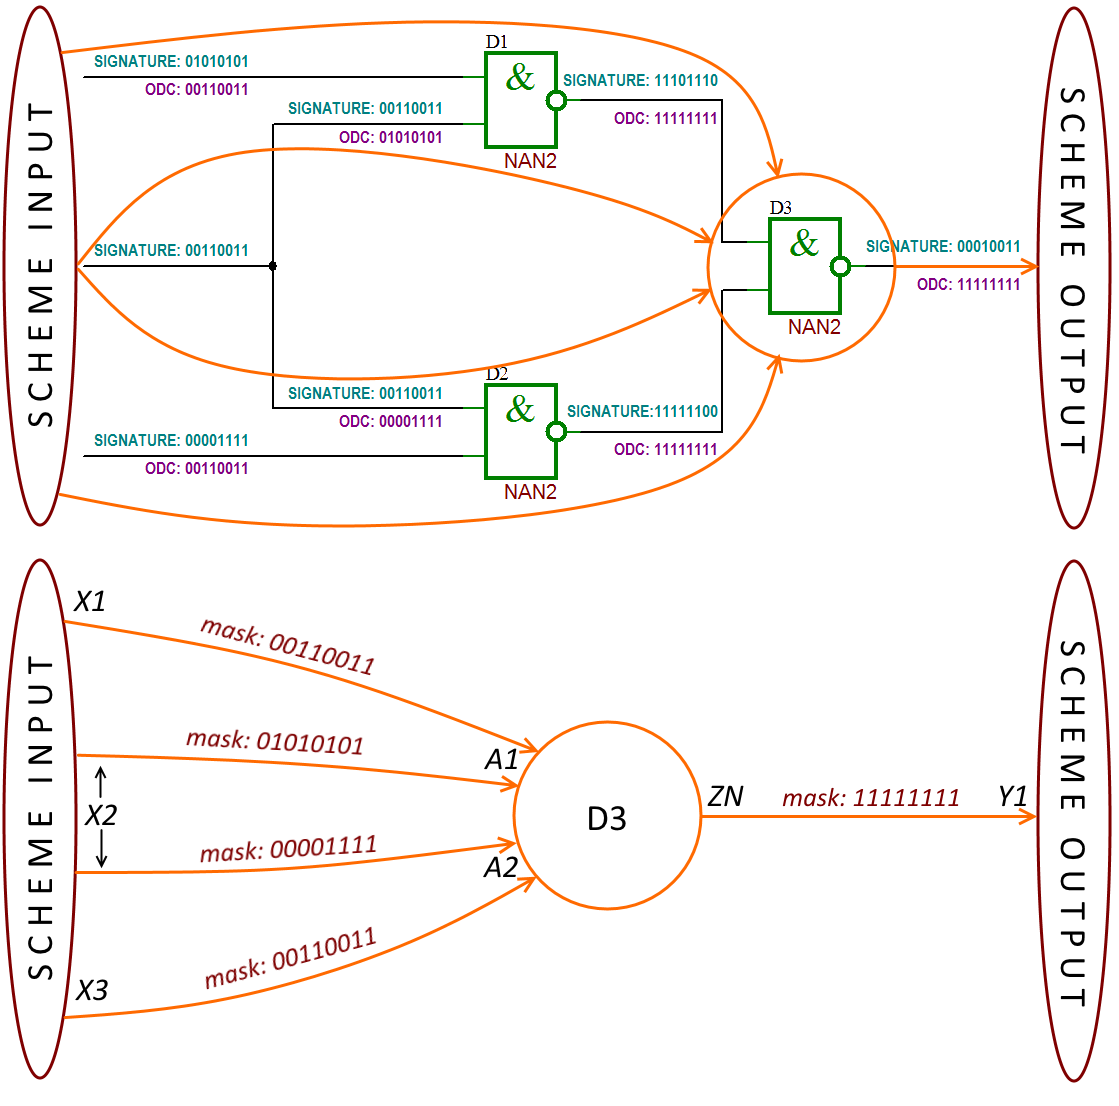 SCHEME INPUT
D1
SIGNATURE: 01010101
ODC: 00110011
&
SIGNATURE: 11101110
SIGNATURE: 00110011
ODC: 01010101
ODC: 11111111
NAN2
D3
SIGNATURE: 00110011
&
SIGNATURE: 00010011
ODC: 11111111
NAN2
D2
SIGNATURE: 00110011
ODC: 00001111
&
SIGNATURE:11111100
SIGNATURE: 00001111
ODC: 00110011
ODC: 11111111
NAN2
SCHEME OUTPUT
SCHEME INPUT
X1
mask: 00110011
mask: 01010101
A1
X2
mask: 00001111
A2
mask: 00110011
X3
D3
ZN
mask: 11111111
Y1
SCHEME OUTPUT